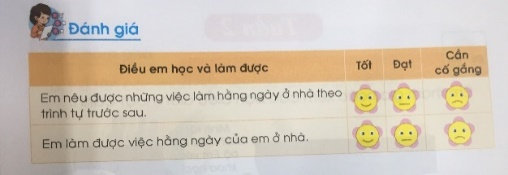 Đánh giá
Điều em học và làm được
Tốt
Đạt
Cần
cố gắng
Em nêu được những việc làm hằng ngày ở nhà theo
trình tự trước sau.
Em làm được việc hằng ngày của em ở nhà.